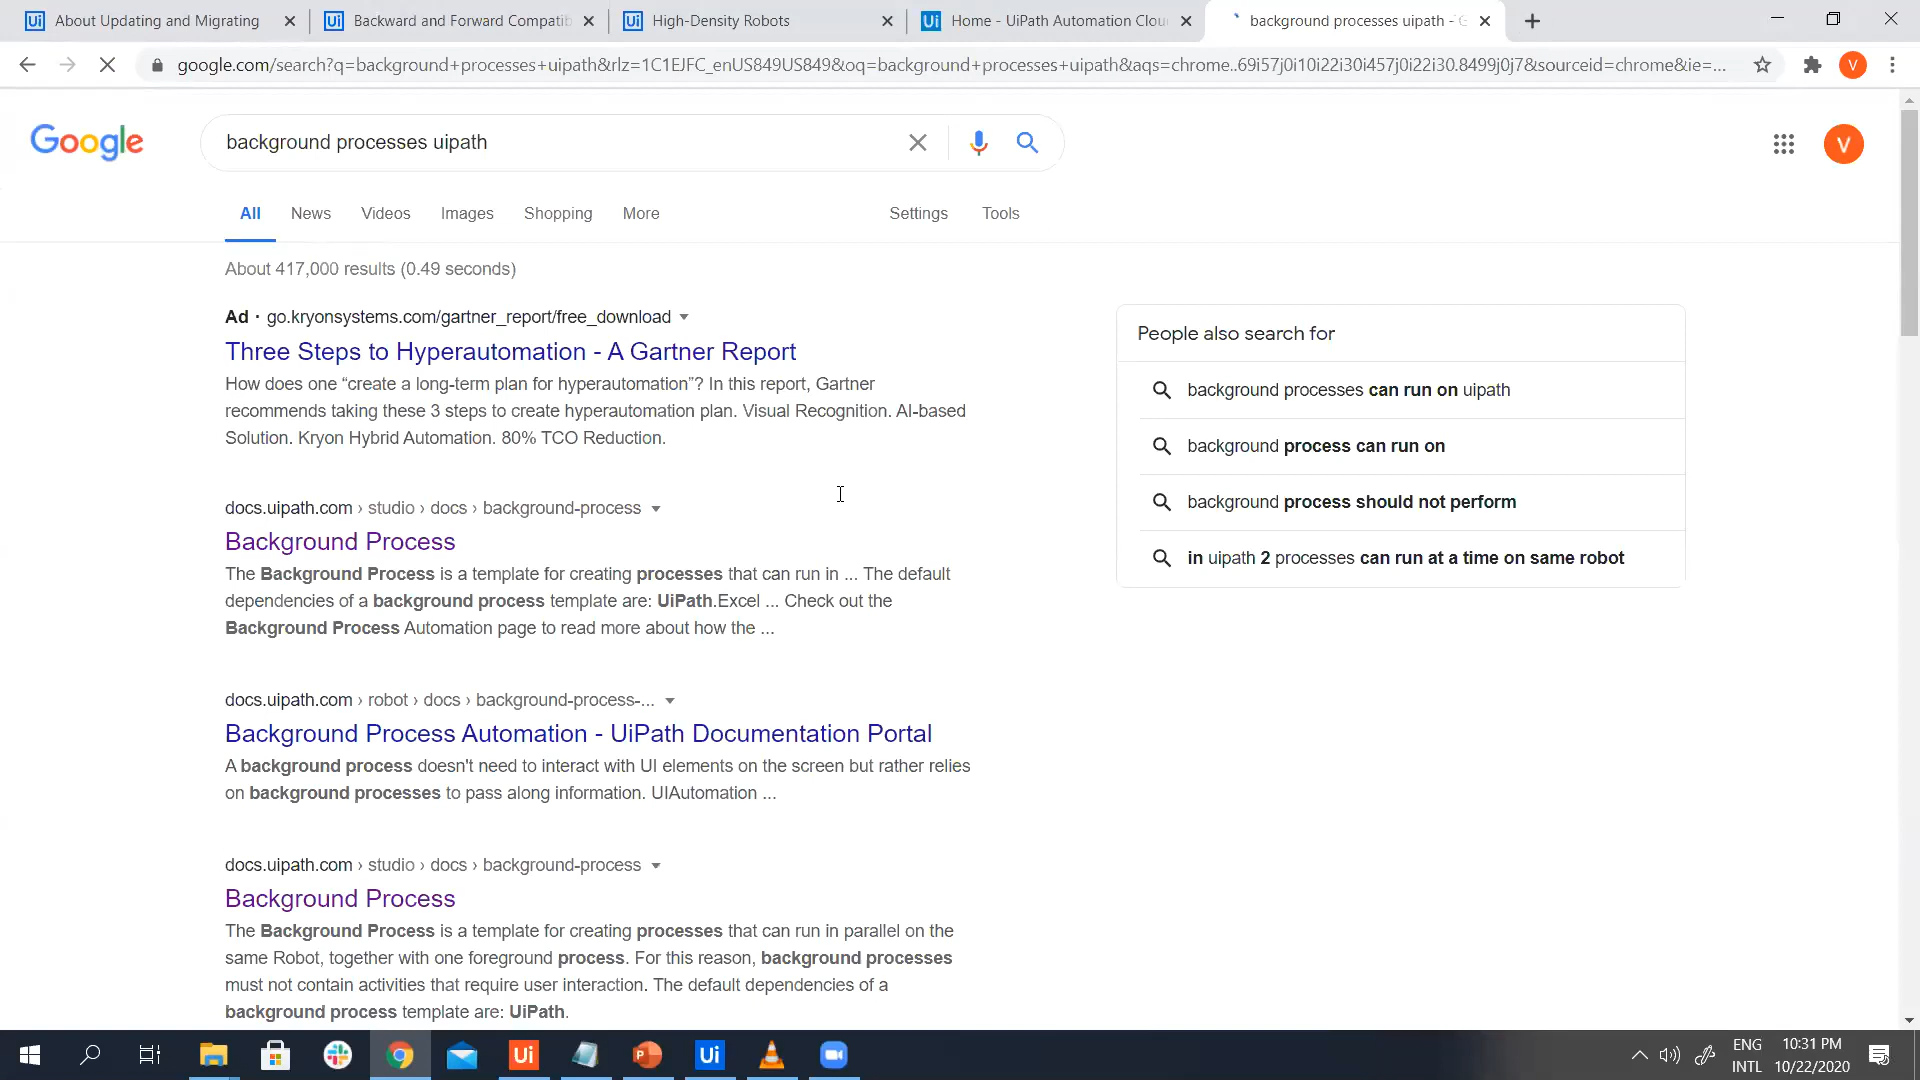 About Updating and Migrating
Backward and Forward Compatib
High-Density Robots
Home - UiPath Automation Clou
background processes uipath - G
google.com/search?q=background+processes+uipath&rlz=1C1EJFC_enUS849US849&oq=background+processes+uipath&aqs=chrome..69i57j0i10i22i30i457j0i22i30.8499j0j7&sourceid=chrome&ie=...
V
Google
background processes uipath
V
All
News
Videos
Images
Shopping
More
Settings
Tools
About 417,000 results (0.49 seconds)
Ad · go.kryonsystems.com/gartner_report/free_download
Three Steps to Hyperautomation - A Gartner Report
How does one “create a long-term plan for hyperautomation”? In this report, Gartner
recommends taking these 3 steps to create hyperautomation plan. Visual Recognition. AI-based
Solution. Kryon Hybrid Automation. 80% TCO Reduction.
docs.uipath.com › studio › docs › background-process
Background Process
The Background Process is a template for creating processes that can run in ... The default
dependencies of a background process template are: UiPath.Excel ... Check out the
Background Process Automation page to read more about how the ...
docs.uipath.com › robot › docs › background-process-...
Background Process Automation - UiPath Documentation Portal
A background process doesn't need to interact with UI elements on the screen but rather relies
on background processes to pass along information. UIAutomation ...
docs.uipath.com › studio › docs › background-process
Background Process
The Background Process is a template for creating processes that can run in parallel on the
same Robot, together with one foreground process. For this reason, background processes
must not contain activities that require user interaction. The default dependencies of a
background process template are: UiPath.
People also search for
background processes can run on uipath
background process can run on
background process should not perform
in uipath 2 processes can run at a time on same robot
ENG
INTL
10:31 PM
10/22/2020